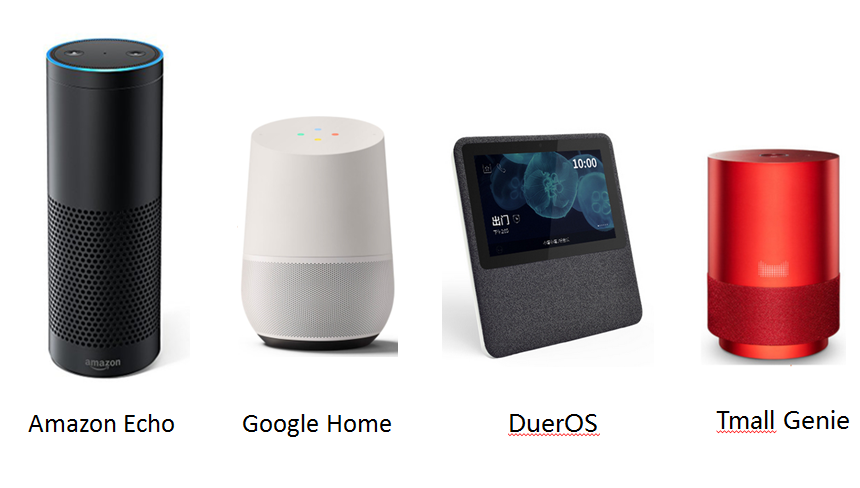 10:00
出门
amazon
Amazon Echo
Google Home
DuerOS
Tmall Genie